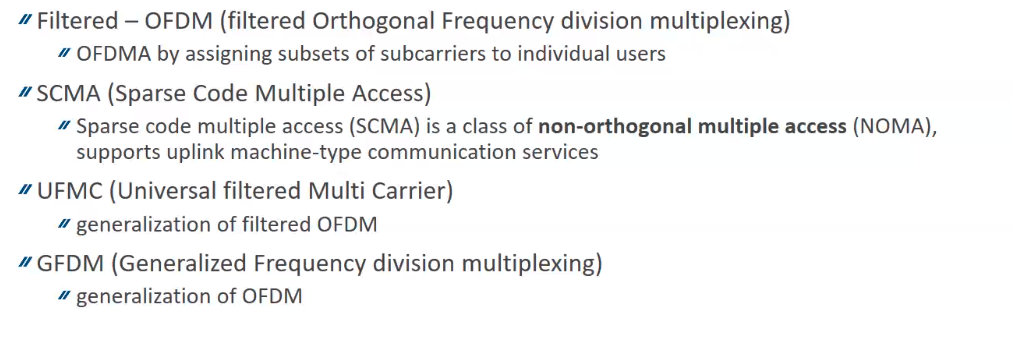 Filtered – OFDM (filtered Orthogonal Frequency division multiplexing)
OFDMA by assigning subsets of subcarriers to individual users
SCMA (Sparse Code Multiple Access)
Sparse code multiple access (SCMA) is a class of non-orthogonal multiple access (NOMA),
supports uplink machine-type communication services
UFMC (Universal filtered Multi Carrier)
generalization of filtered OFDM
GFDM (Generalized Frequency division multiplexing)
generalization of OFDM